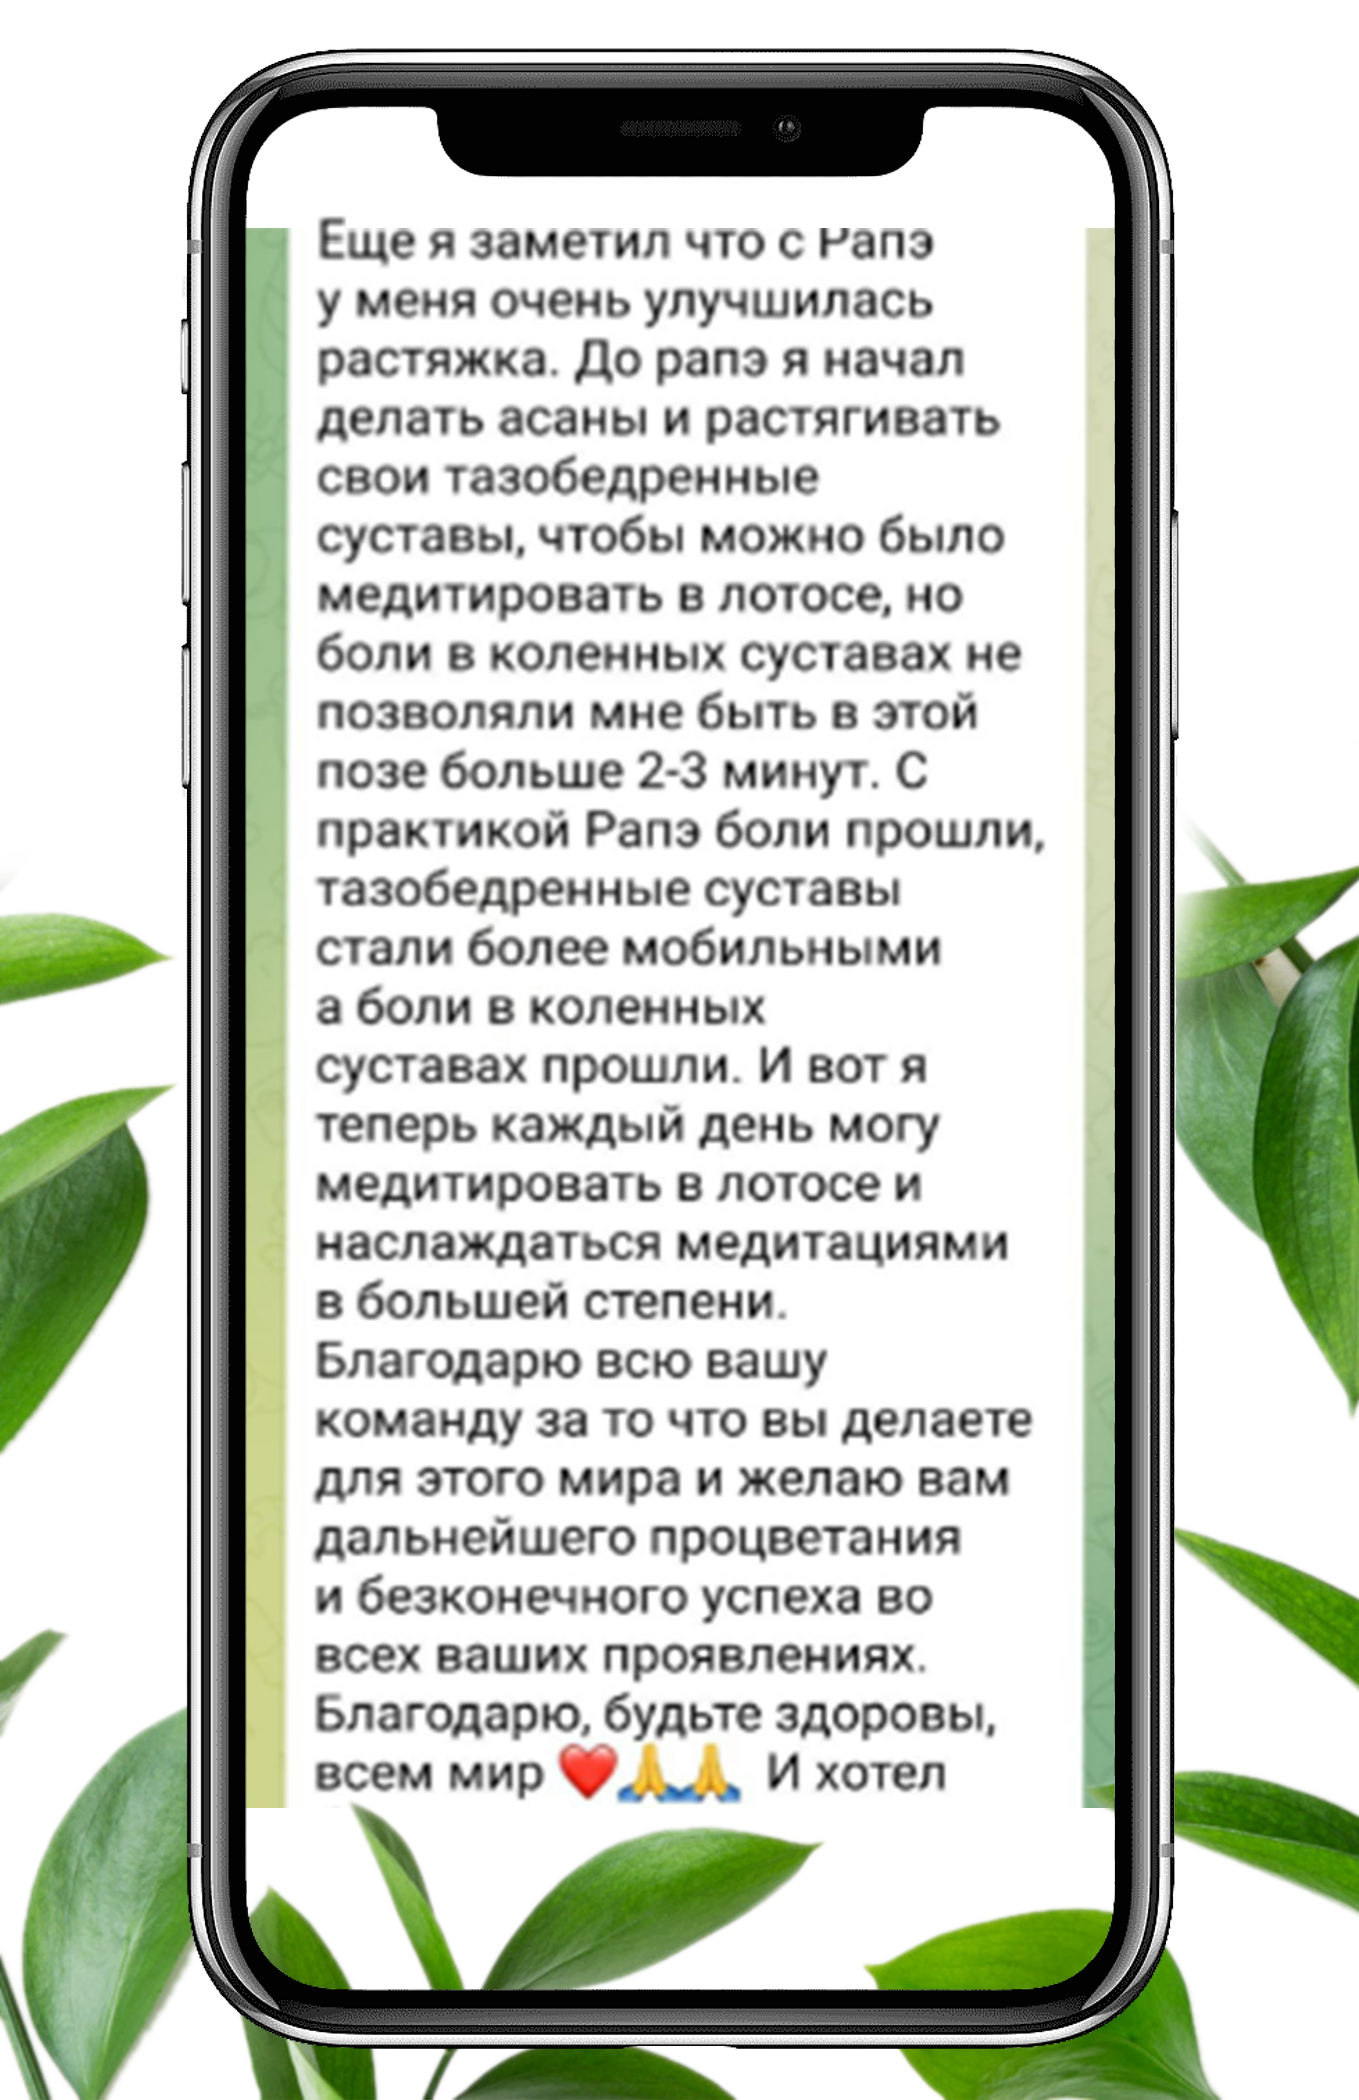 Еще я заметил что с Рапэ
у меня очень улучшилась
растяжка. До рапэ я начал
делать асаны и растягивать
свои тазобедренные
суставы, чтобы можно было
медитировать в лотосе, но
боли в коленных суставах не
позволяли мне быть в этой
позе больше 2-3 минут. С
практикой Рапэ боли прошли,
тазобедренные суставы
стали более мобильными
а боли в коленных
суставах прошли. И вот я
теперь каждый день могу
медитировать в лотосе и
наслаждаться медитациями
в большей степени.
Благодарю всю вашу
команду за то что вы делаете
для этого мира и желаю вам
дальнейшего процветания
и безконечного успеха во
всех ваших проявлениях.
Благодарю, будьте здоровы,
всем мир ❤️🙏🙏 И хотел